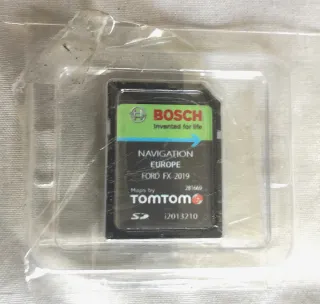 BOSCH
Invented for life
NAVIGATION
EUROPE
FORD FX 2019
Maps by
TOMTOM
SD i2013210